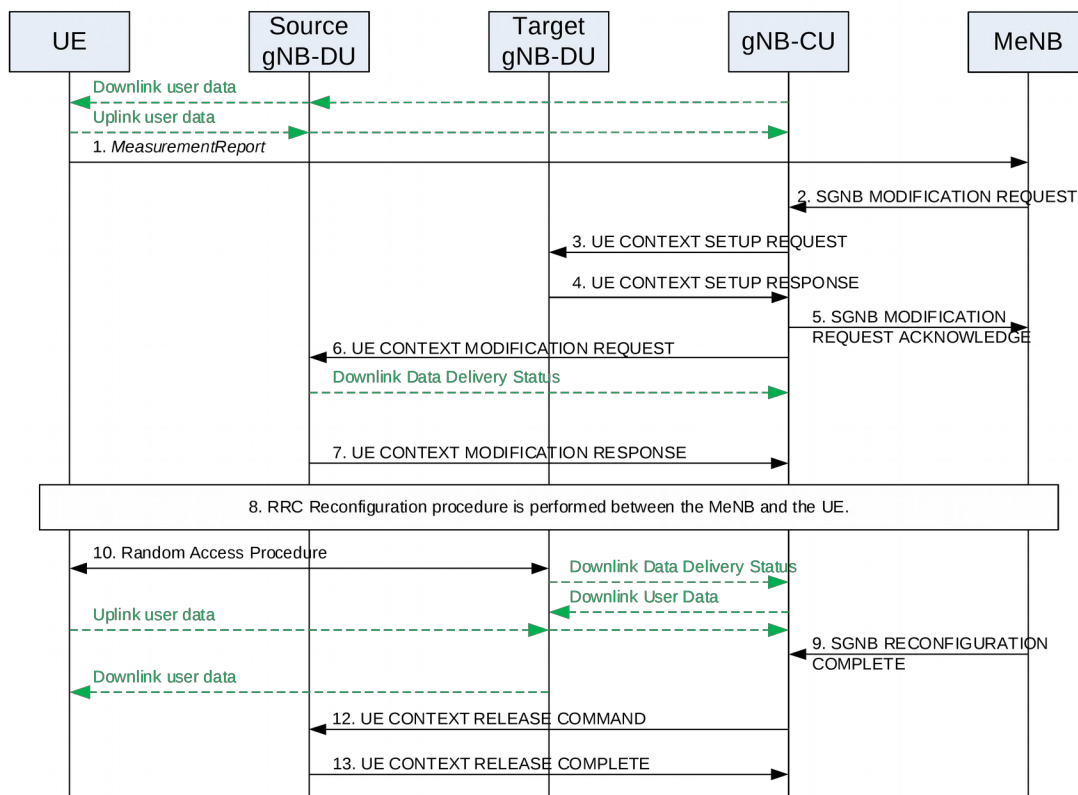 UE
Source
gNB-DU
Target
gNB-DU
gNB-CU
MeNB
Downlink user data
Uplink user data
1. MeasurementReport
2. SGNB MODIFICATION REQUEST
3. UE CONTEXT SETUP REQUEST
4. UE CONTEXT SETUP RESPONSE
5. SGNB MODIFICATION
REQUEST ACKNOWLEDGE
6. UE CONTEXT MODIFICATION REQUEST
Downlink Data Delivery Status
7. UE CONTEXT MODIFICATION RESPONSE
8. RRC Reconfiguration procedure is performed between the MeNB and the UE.
10. Random Access Procedure
Downlink Data Delivery Status
Downlink User Data
Uplink user data
9. SGNB RECONFIGURATION
COMPLETE
Downlink user data
12. UE CONTEXT RELEASE COMMAND
13. UE CONTEXT RELEASE COMPLETE